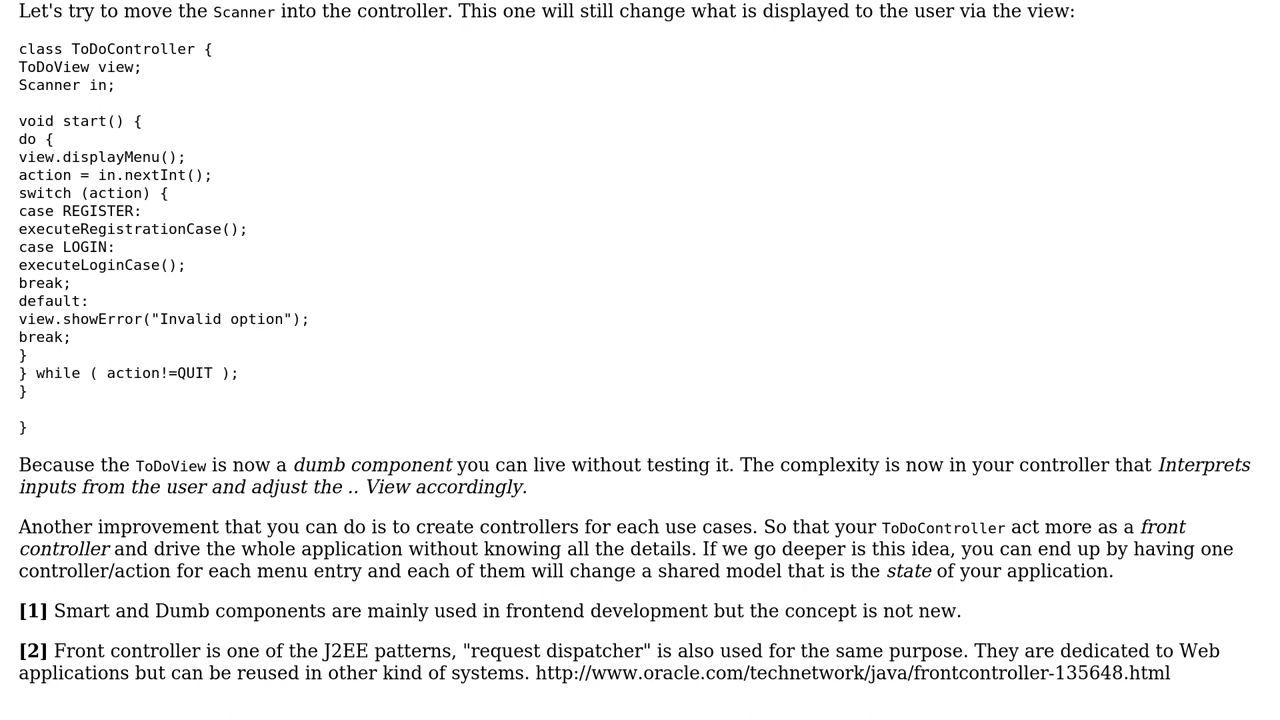 Let's try to move the Scanner into the controller. This one will still change what is displayed to the user via the view:
class ToDoController {
ToDoView view;
Scanner in;
void start() {
do {
view.displayMenu();
action = in.nextInt();
switch (action) {
case REGISTER:
executeRegistrationCase();
case LOGIN:
executeLoginCase();
break;
default:
view.showError("Invalid option");
break;
}
} while ( action!=QUIT );
}
}
Because the ToDoView is now a dumb component you can live without testing it. The complexity is now in your controller that Interprets
inputs from the user and adjust the .. View accordingly.
Another improvement that you can do is to create controllers for each use cases. So that your ToDoController act more as a front
controller and drive the whole application without knowing all the details. If we go deeper is this idea, you can end up by having one
controller/action for each menu entry and each of them will change a shared model that is the state of your application.
[1] Smart and Dumb components are mainly used in frontend development but the concept is not new.
[2] Front controller is one of the J2EE patterns, "request dispatcher" is also used for the same purpose. They are dedicated to Web
applications but can be reused in other kind of systems. http://www.oracle.com/technetwork/java/frontcontroller-135648.html